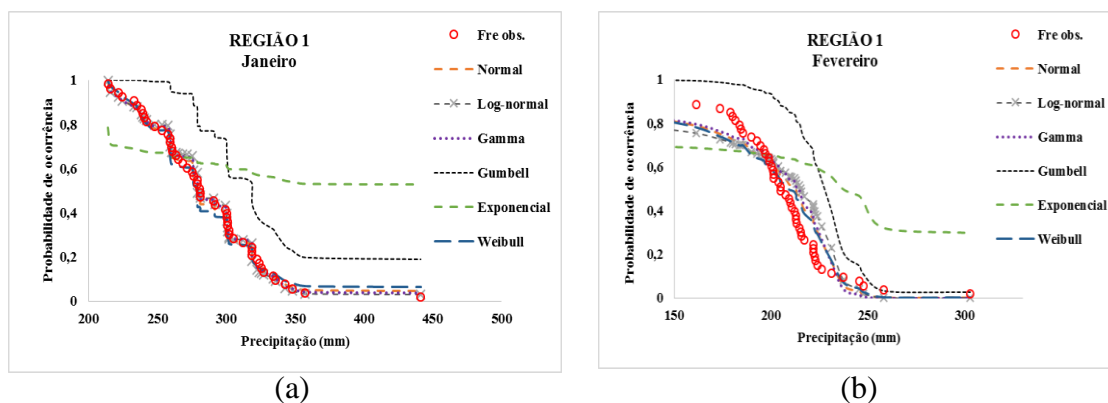 REGIÃO 1
Janeiro
Probabilidade de ocorrência
1
0,8
0,6
0,4
0,2
0
200
250
300
350
400
450
500
Precipitação (mm)
Fre obs.
Normal
Log-normal
Gamma
Gumbell
Exponencial
Weibull
(a)
REGIÃO 1
Fevereiro
Probabilidade de ocorrência
1
0,8
0,6
0,4
0,2
0
150
200
250
300
Precipitação (mm)
Fre obs.
Normal
Log-normal
Gamma
Gumbell
Exponencial
Weibull
(b)